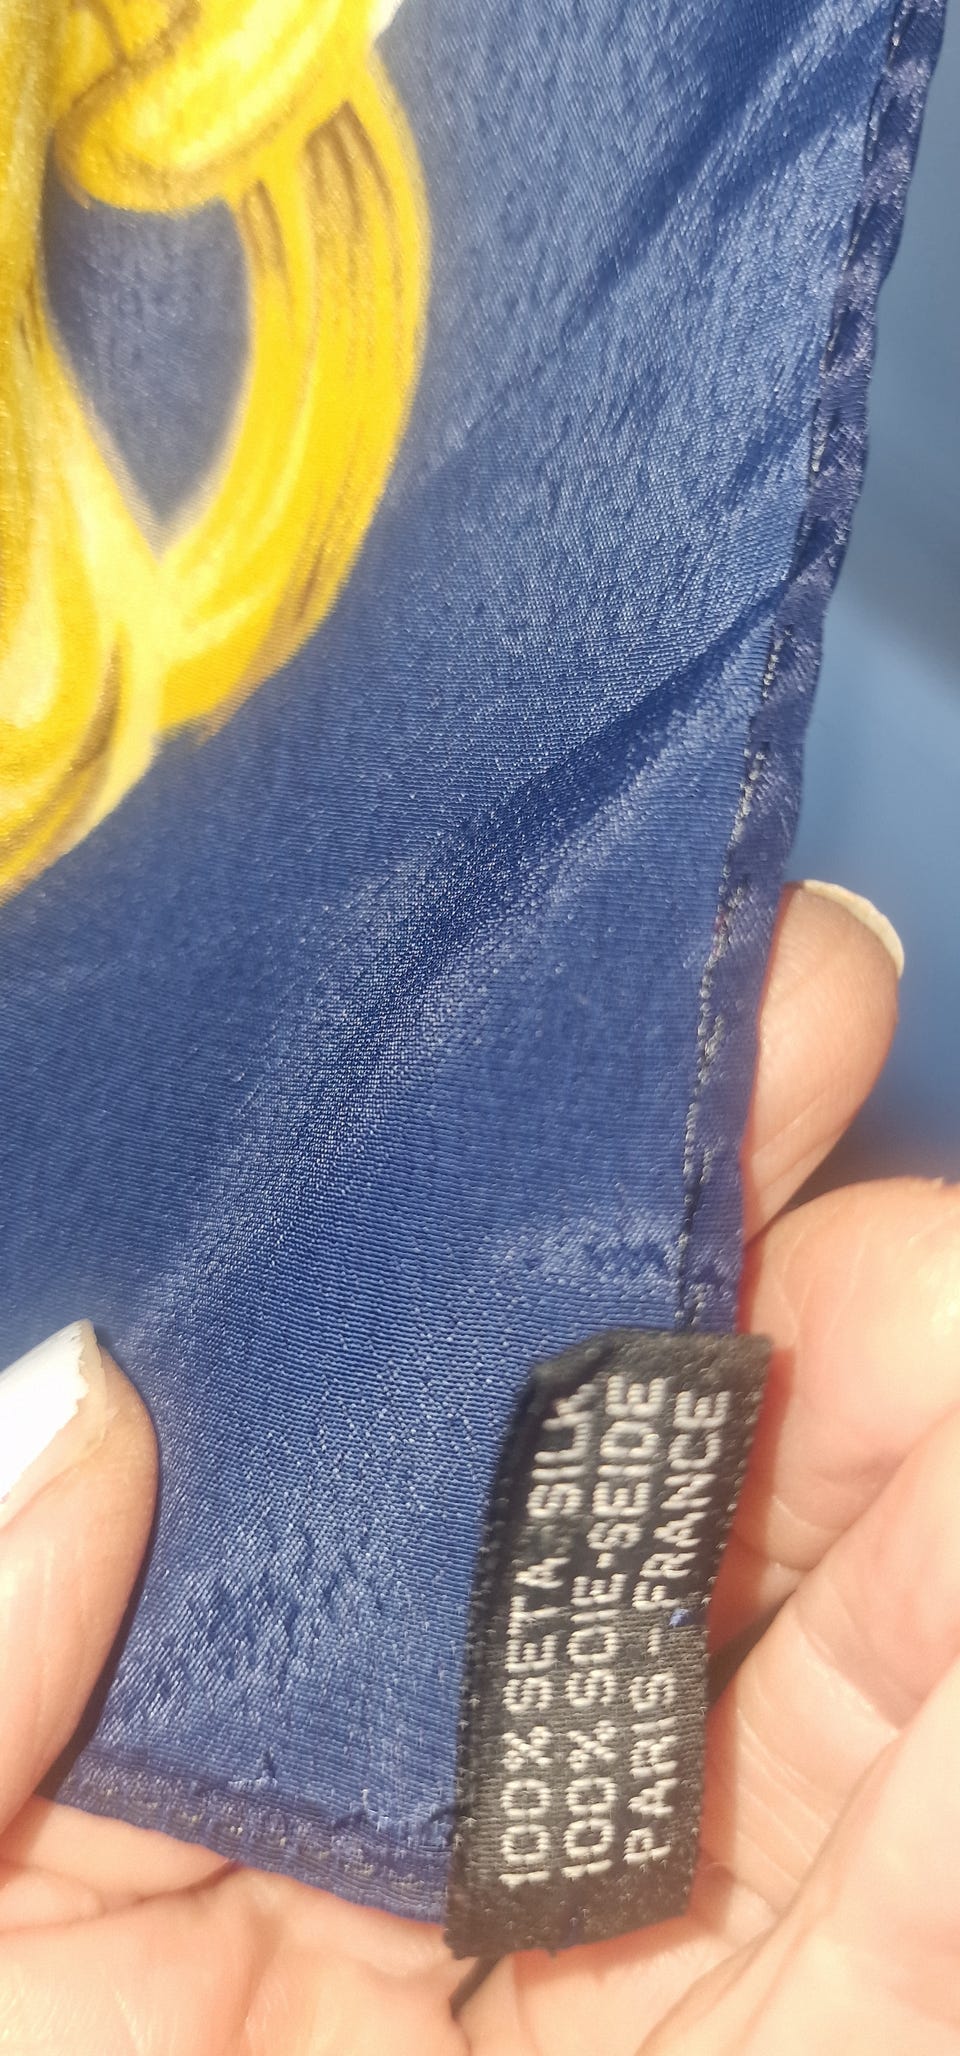 100% SETA SILK
100% SOIE-SEIDE
PARIS - FRANCE